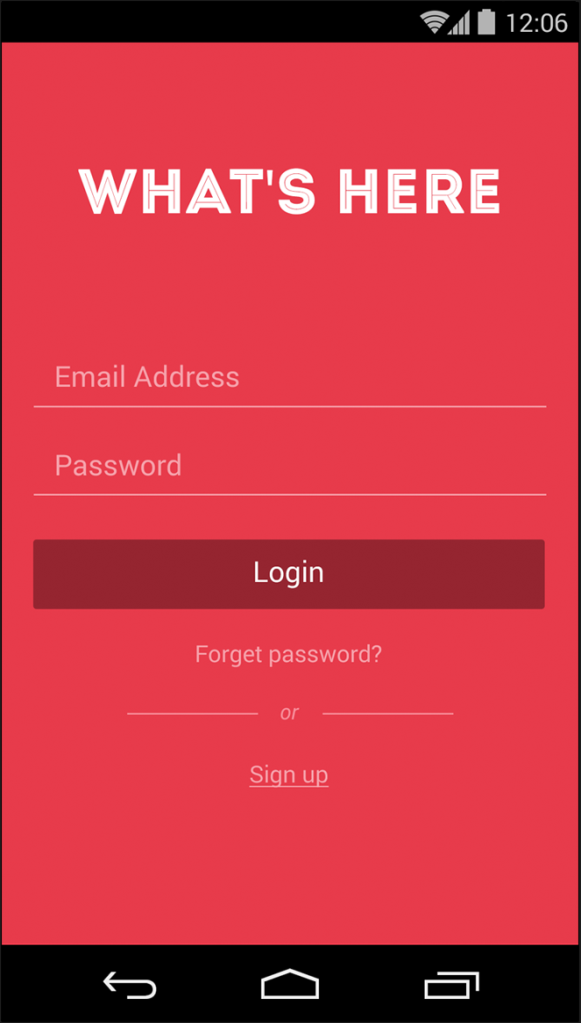 12:06
WHAT'S HERE
Email Address
Password
Login
Forget password?
or
Sign up